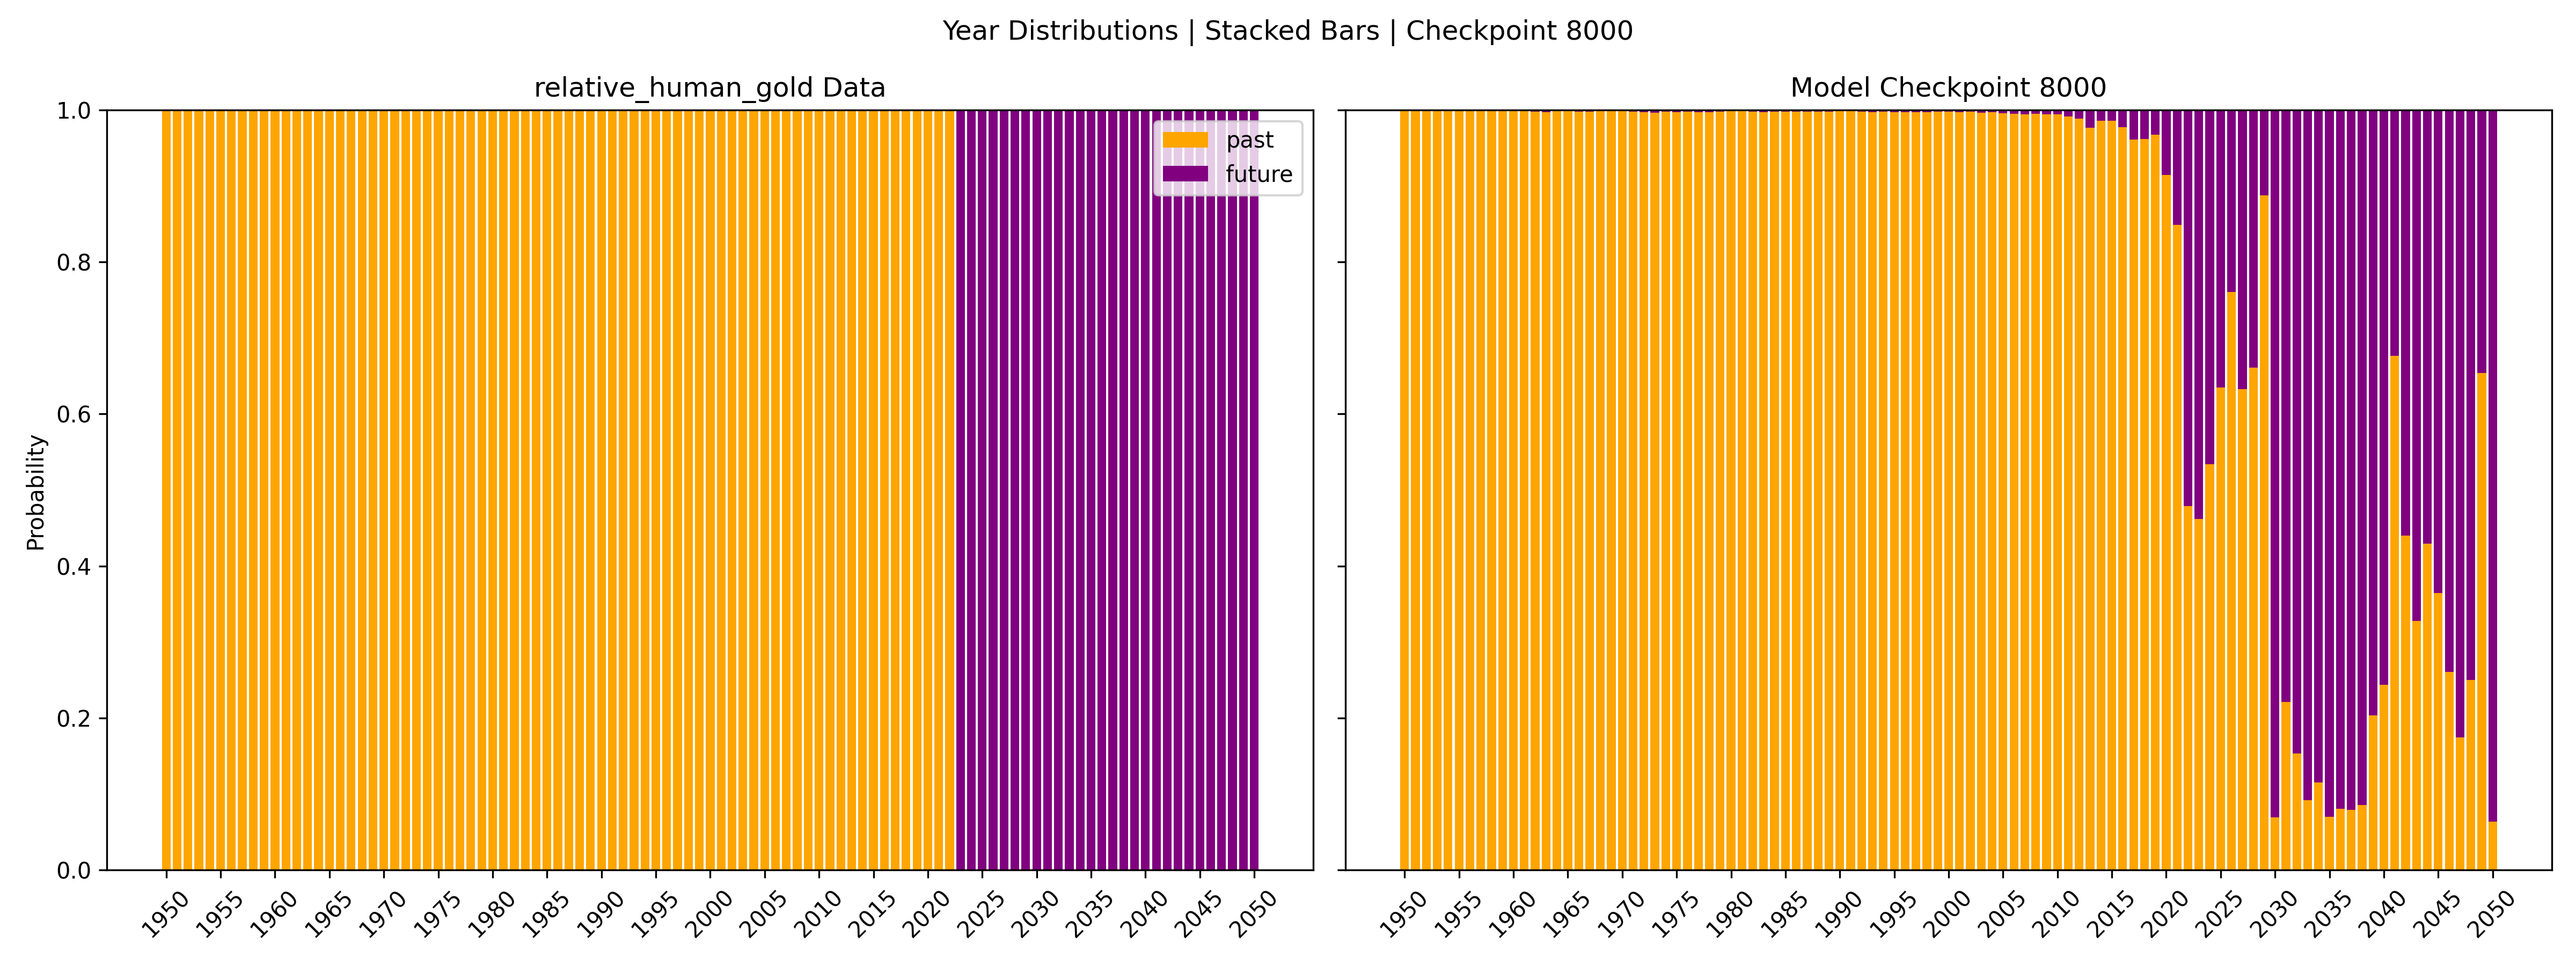 Year Distributions | Stacked Bars | Checkpoint 8000
relative_human_gold Data
Model Checkpoint 8000
past
future
Probability
1.0
0.8
0.6
0.4
0.2
0.0
1950 1955 1960 1965 1970 1975 1980 1985 1990 1995 2000 2005 2010 2015 2020 2025 2030 2035 2040 2045 2050
1950 1955 1960 1965 1970 1975 1980 1985 1990 1995 2000 2005 2010 2015 2020 2025 2030 2035 2040 2045 2050